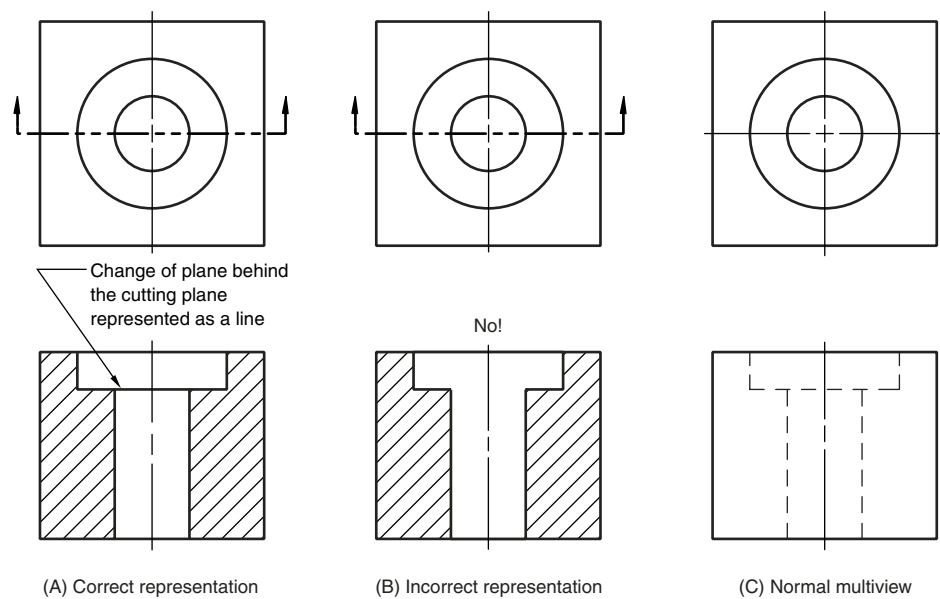 Change of plane behind
the cutting plane
represented as a line
No!
(A) Correct representation
(B) Incorrect representation
(C) Normal multiview